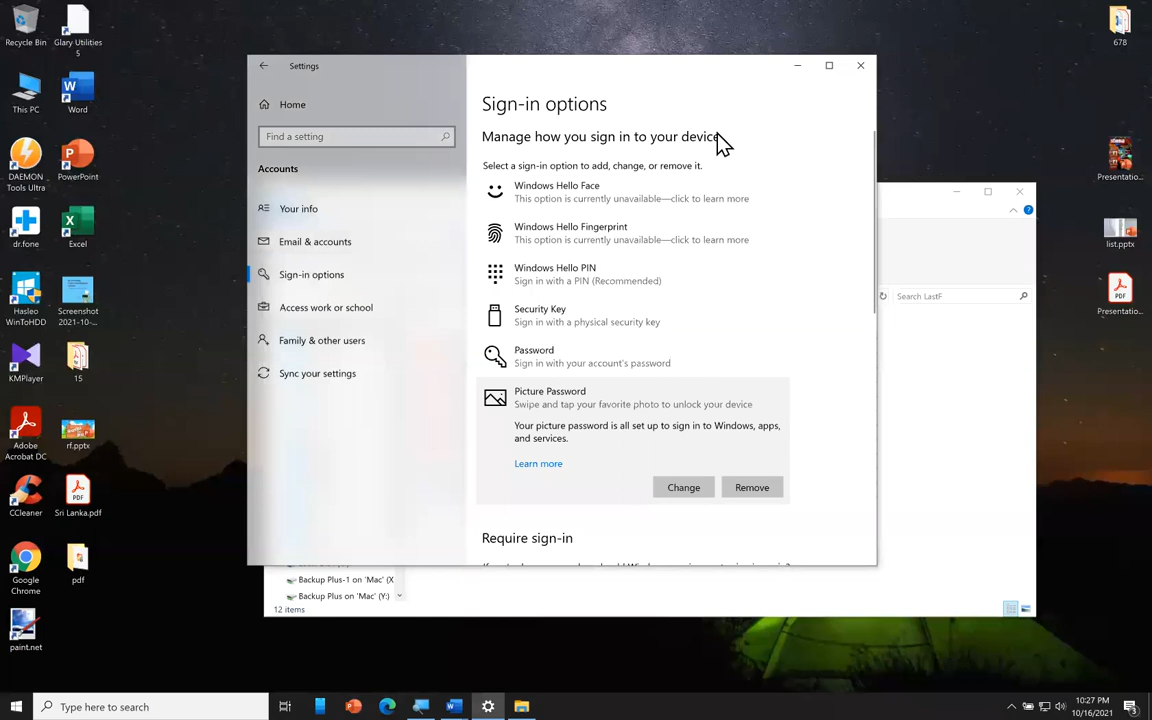 Recycle Bin
Glary Utilities
5
This PC
Word
DAEMON
Tools Ultra
PowerPoint
dr.fone
Excel
Hasleo
WinToHDD
Screenshot
2021-10-...
KMPlayer
15
Adobe
Acrobat DC
rf.pptx
CCleaner
Sri Lanka.pdf
Google
Chrome
pdf
paint.net
Settings
Home
Find a setting
Accounts
Your info
Email & accounts
Sign-in options
Access work or school
Family & other users
Sync your settings
Sign-in options
Manage how you sign in to your device
Select a sign-in option to add, change, or remove it.
Windows Hello Face
This option is currently unavailable—click to learn more
Windows Hello Fingerprint
This option is currently unavailable—click to learn more
Windows Hello PIN
Sign in with a PIN (Recommended)
Security Key
Sign in with a physical security key
Password
Sign in with your account's password
Picture Password
Swipe and tap your favorite photo to unlock your device
Your picture password is all set up to sign in to Windows, apps,
and services.
Learn more
Change Remove
Require sign-in
Search LastF
Backup Plus-1 on 'Mac' (X
Backup Plus on 'Mac' (Y:)
12 items
678
Presentatio...
list.pptx
Presentatio...
Type here to search
10:27 PM
10/16/2021
3